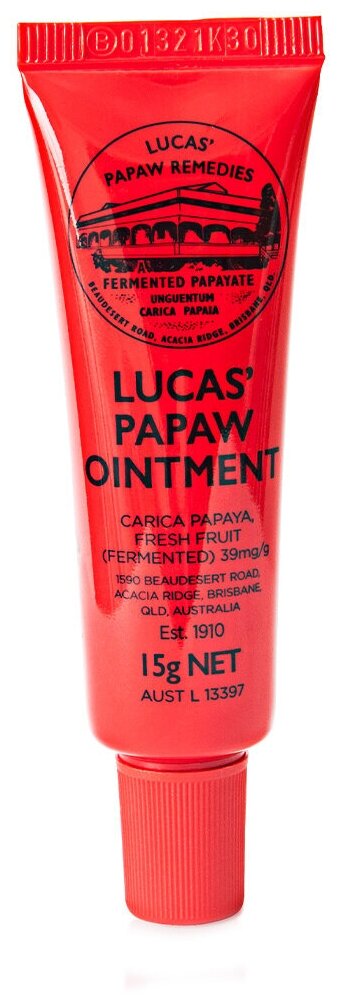 B01321K30
LUCAS'
PAPAW REMEDIES
FERMENTED PAPAYATE
UNGUENTUM
CARICA PAPAIA
BEAUDESERT ROAD, ACACIA RIDGE, BRISBANE, QLD.
LUCAS'
PAPAW
OINTMENT
CARICA PAPAYA,
FRESH FRUIT
(FERMENTED) 39mg/g
1590 BEAUDESERT ROAD,
ACACIA RIDGE, BRISBANE,
QLD, AUSTRALIA
Est. 1910
15g NET
AUST L 13397